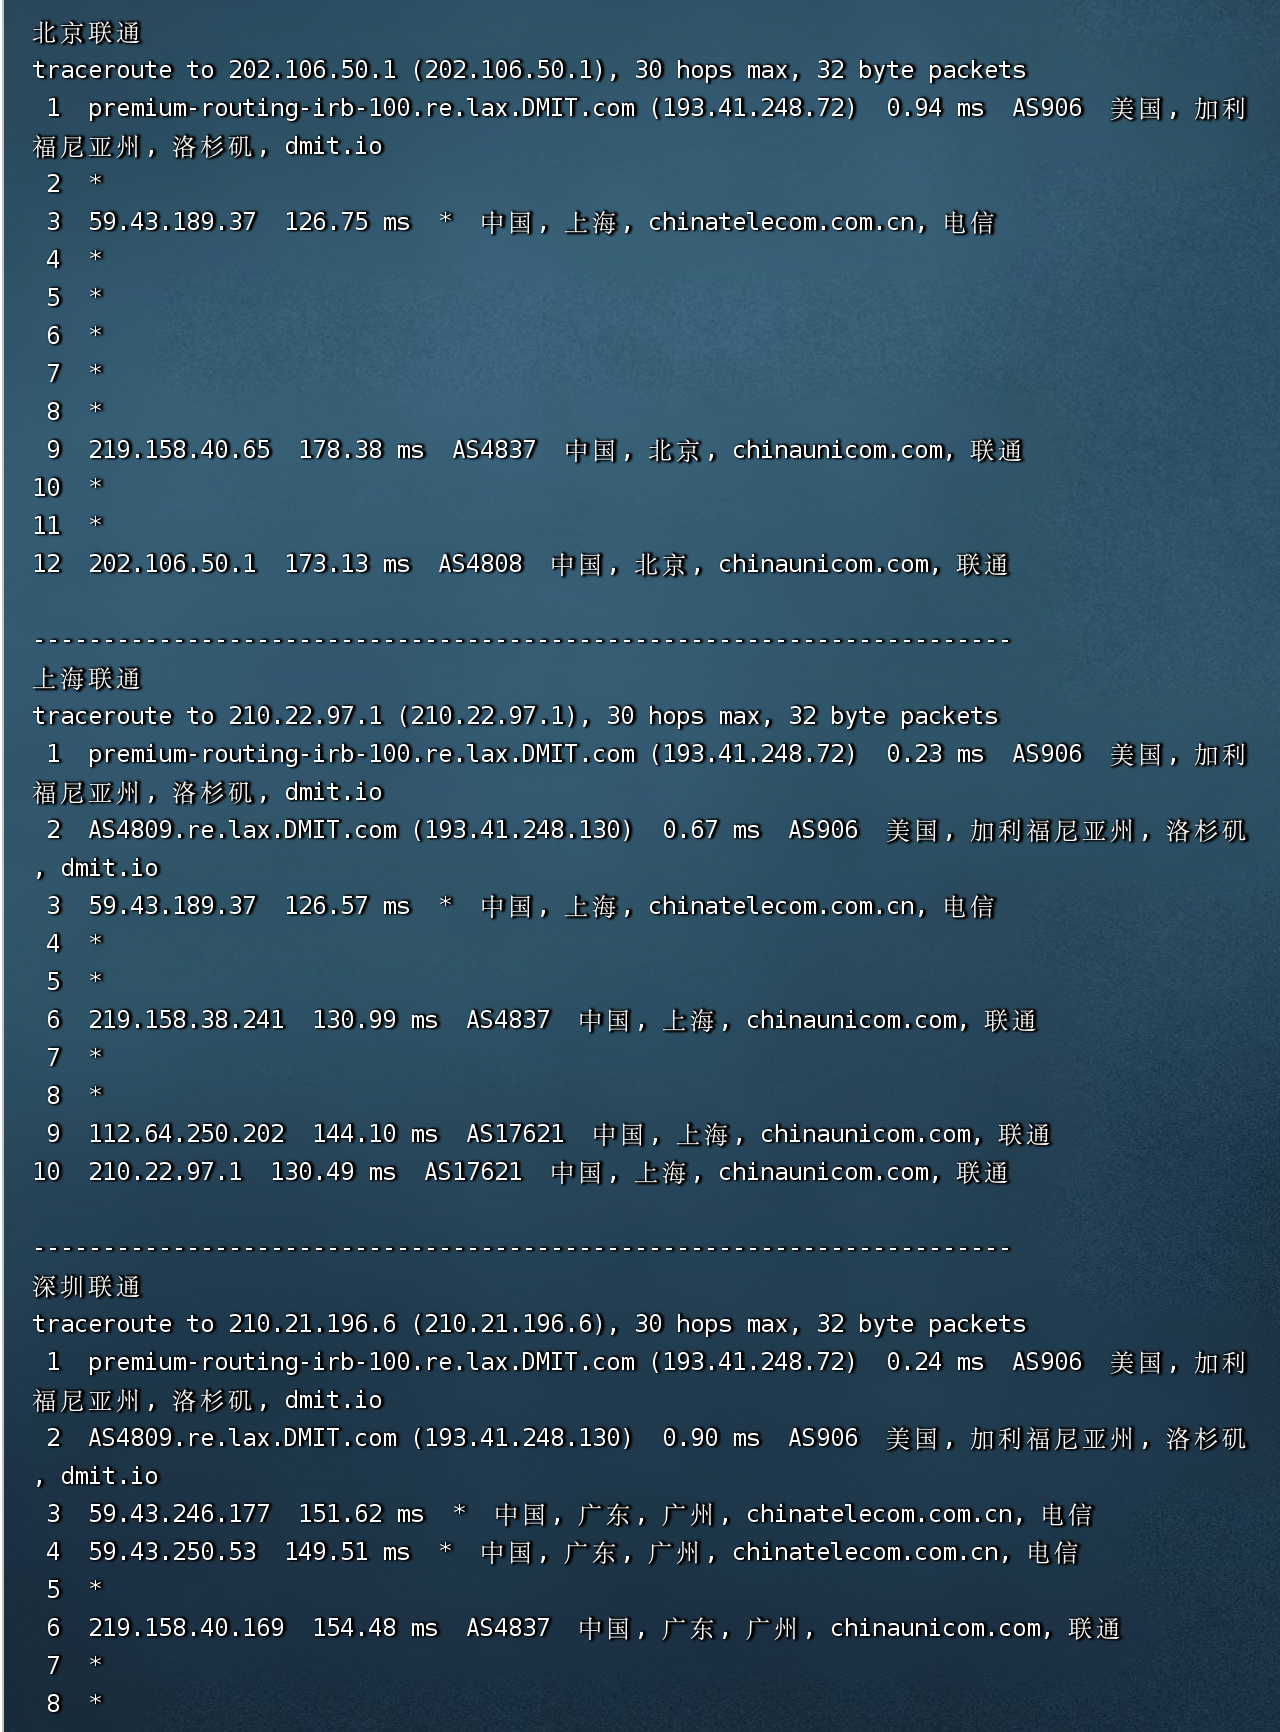 北京联通
traceroute to 202.106.50.1 (202.106.50.1), 30 hops max, 32 byte packets
 1  premium-routing-irb-100.re.lax.DMIT.com (193.41.248.72)  0.94 ms  AS906  美国, 加利
福尼亚州, 洛杉矶, dmit.io
 2  *
 3  59.43.189.37  126.75 ms  *  中国, 上海, chinatelecom.com.cn, 电信
 4  *
 5  *
 6  *
 7  *
 8  *
 9  219.158.40.65  178.38 ms  AS4837  中国, 北京, chinaunicom.com, 联通
10  *
11  *
12  202.106.50.1  173.13 ms  AS4808  中国, 北京, chinaunicom.com, 联通
----------------------------------------------------------------------
上海联通
traceroute to 210.22.97.1 (210.22.97.1), 30 hops max, 32 byte packets
 1  premium-routing-irb-100.re.lax.DMIT.com (193.41.248.72)  0.23 ms  AS906  美国, 加利
福尼亚州, 洛杉矶, dmit.io
 2  AS4809.re.lax.DMIT.com (193.41.248.130)  0.67 ms  AS906  美国, 加利福尼亚州, 洛杉矶
, dmit.io
 3  59.43.189.37  126.57 ms  *  中国, 上海, chinatelecom.com.cn, 电信
 4  *
 5  *
 6  219.158.38.241  130.99 ms  AS4837  中国, 上海, chinaunicom.com, 联通
 7  *
 8  *
 9  112.64.250.202  144.10 ms  AS17621  中国, 上海, chinaunicom.com, 联通
10  210.22.97.1  130.49 ms  AS17621  中国, 上海, chinaunicom.com, 联通
----------------------------------------------------------------------
深圳联通
traceroute to 210.21.196.6 (210.21.196.6), 30 hops max, 32 byte packets
 1  premium-routing-irb-100.re.lax.DMIT.com (193.41.248.72)  0.24 ms  AS906  美国, 加利
福尼亚州, 洛杉矶, dmit.io
 2  AS4809.re.lax.DMIT.com (193.41.248.130)  0.90 ms  AS906  美国, 加利福尼亚州, 洛杉矶
, dmit.io
 3  59.43.246.177  151.62 ms  *  中国, 广东, 广州, chinatelecom.com.cn, 电信
 4  59.43.250.53  149.51 ms  *  中国, 广东, 广州, chinatelecom.com.cn, 电信
 5  *
 6  219.158.40.169  154.48 ms  AS4837  中国, 广东, 广州, chinaunicom.com, 联通
 7  *
 8  *